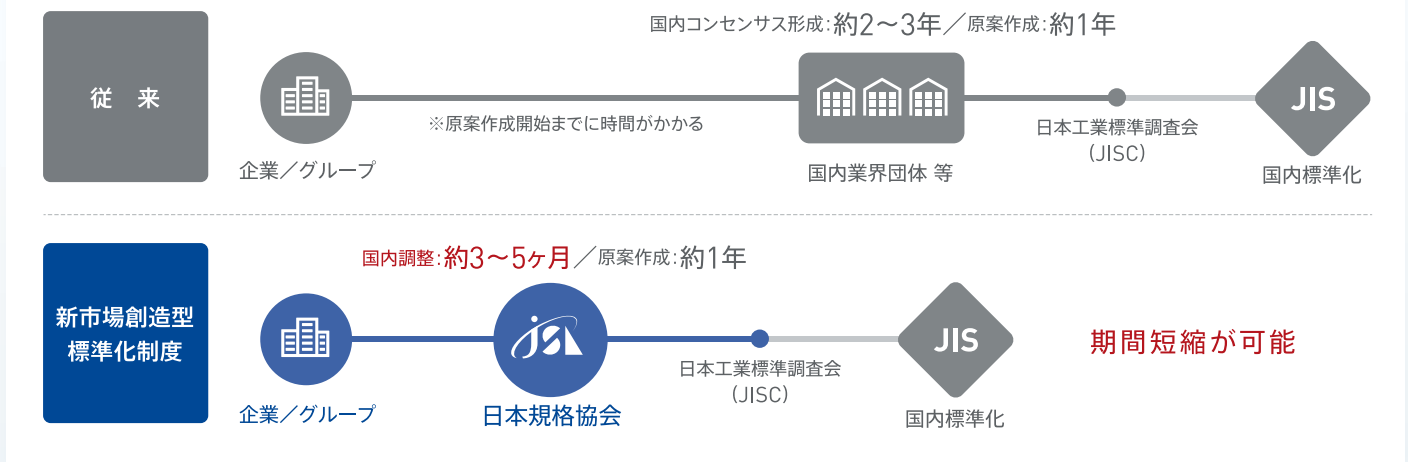 従 来
国内コンセンサス形成:約2〜3年／原案作成:約1年
※原案作成開始までに時間がかかる
企業／グループ
国内業界団体 等
日本工業標準調査会
(JISC)
JIS
国内標準化
新市場創造型
標準化制度
国内調整:約3〜5ヶ月／原案作成:約1年
企業／グループ
jSA
日本規格協会
日本工業標準調査会
(JISC)
JIS
国内標準化
期間短縮が可能